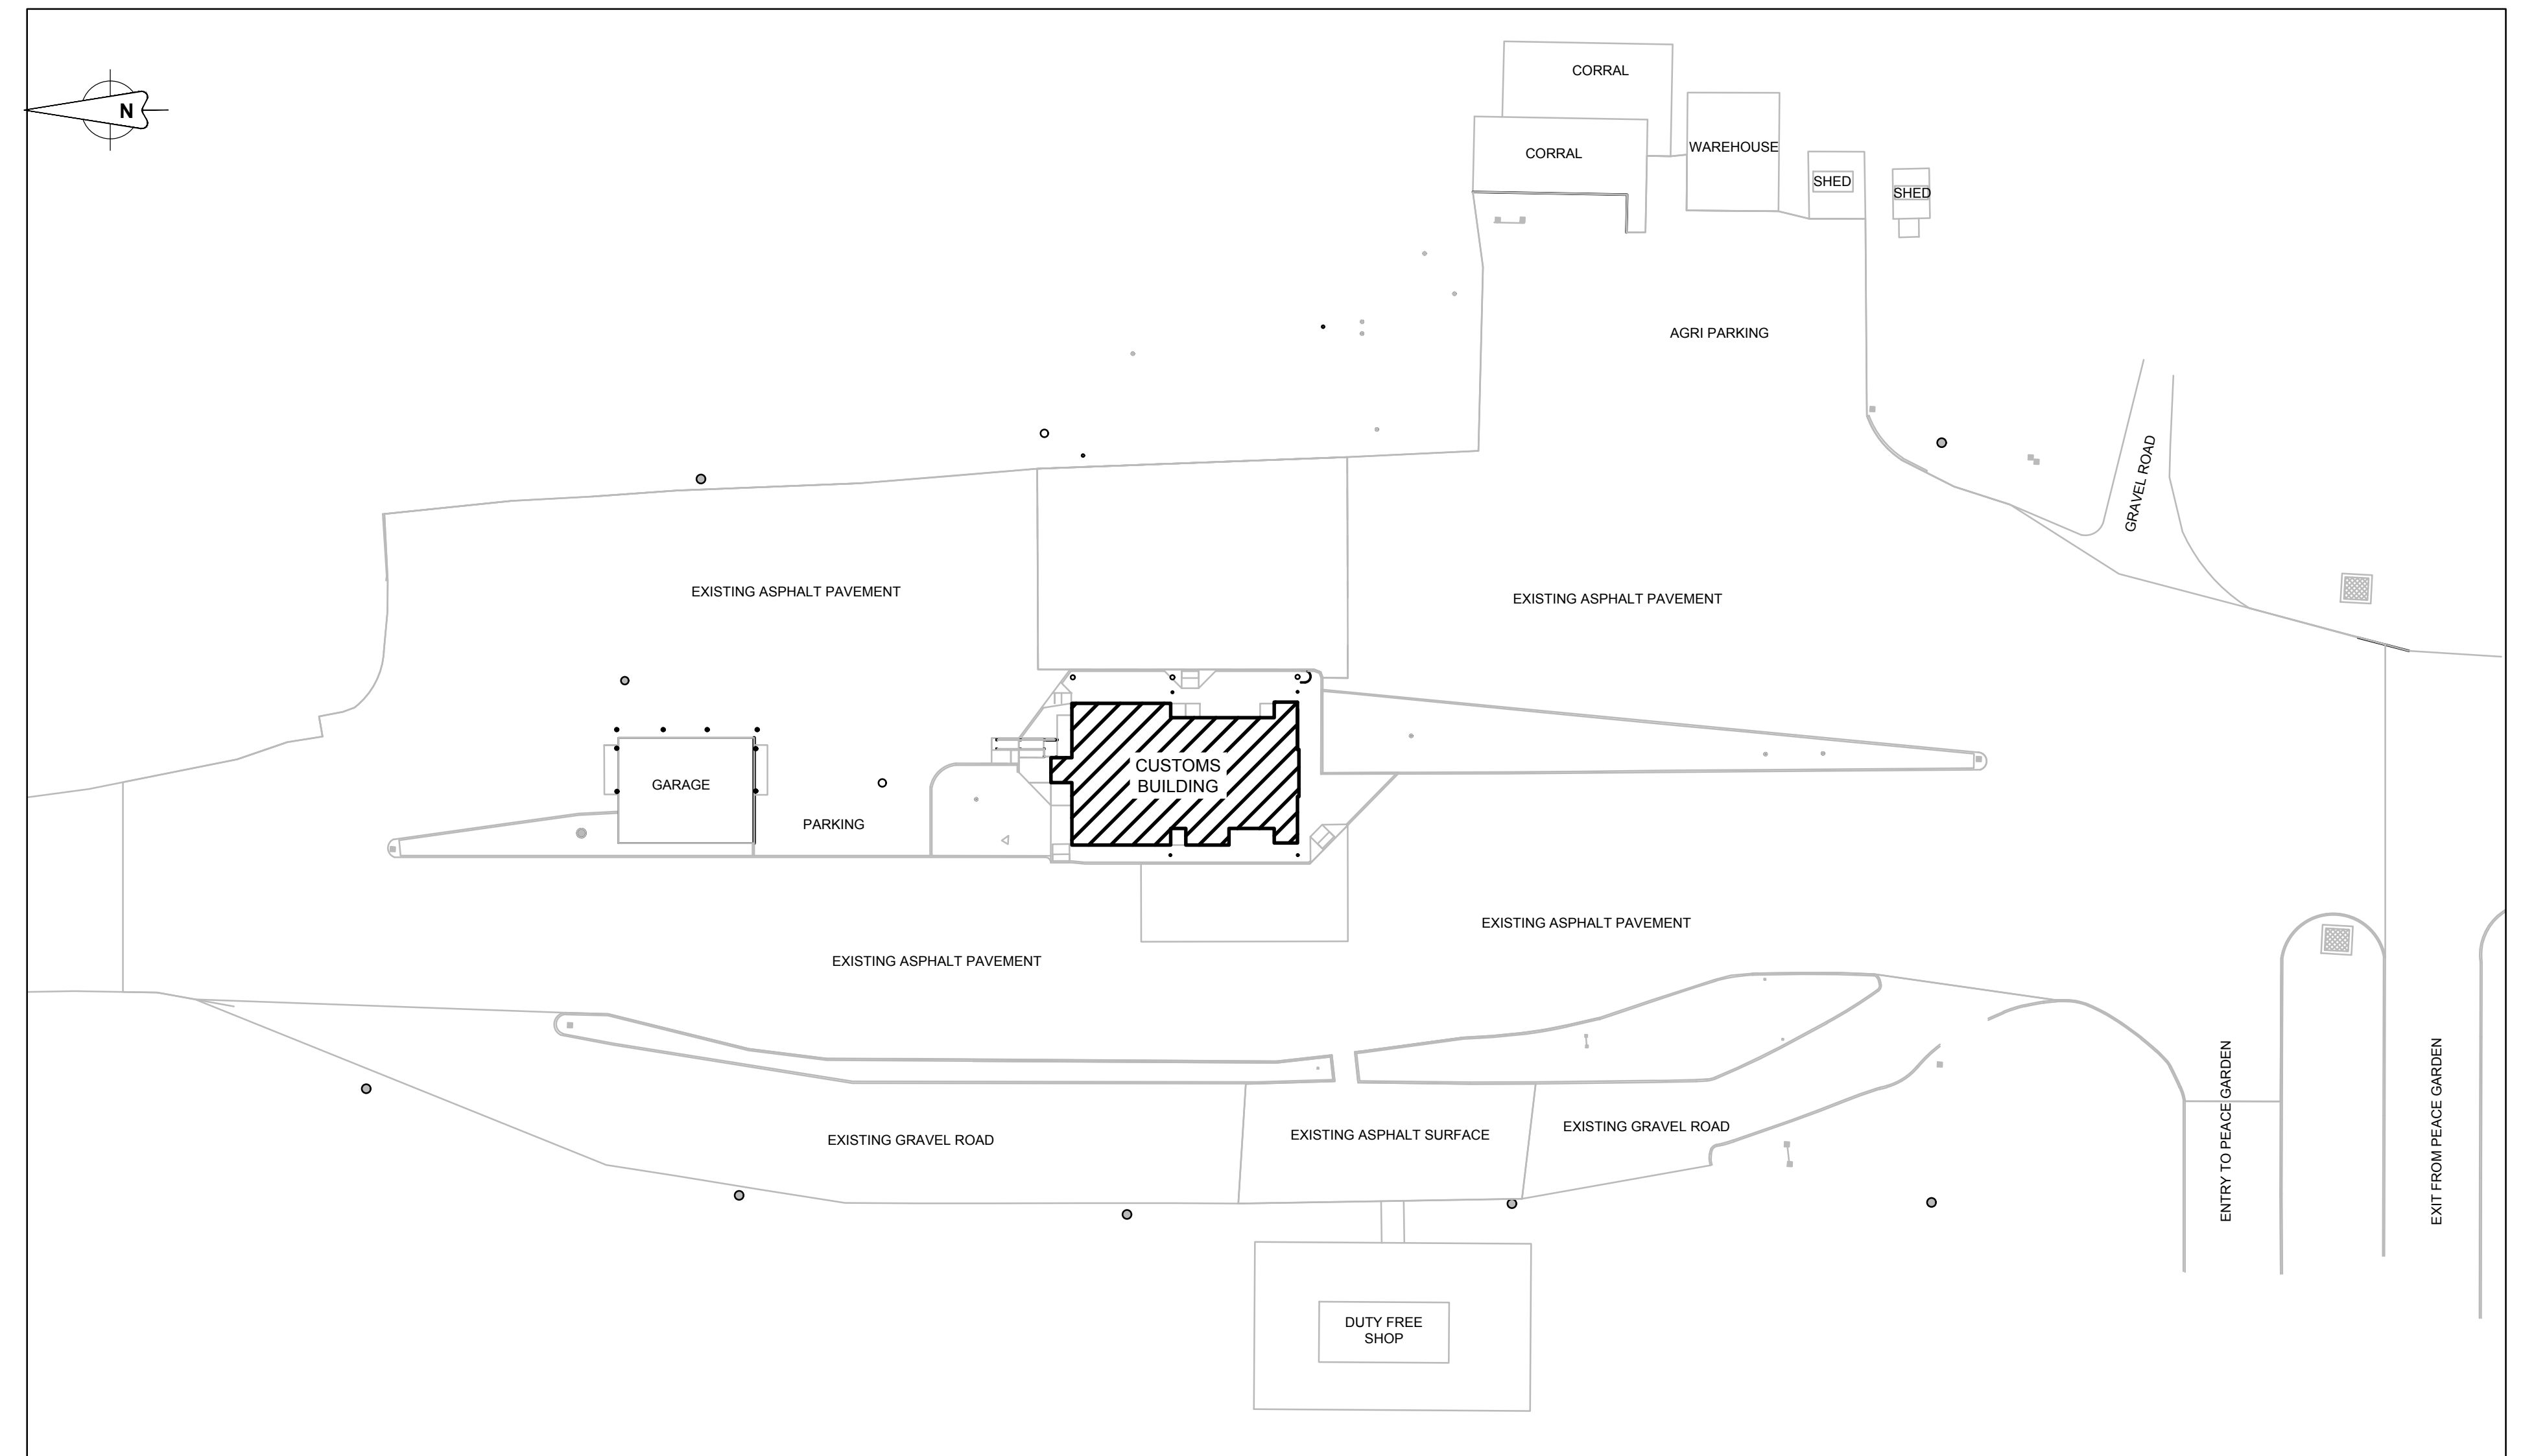 N
CORRAL
CORRAL
WAREHOUSE
SHED
SHED
AGRI PARKING
GRAVEL ROAD
EXISTING ASPHALT PAVEMENT
EXISTING ASPHALT PAVEMENT
GARAGE
PARKING
CUSTOMS
BUILDING
EXISTING ASPHALT PAVEMENT
EXISTING ASPHALT PAVEMENT
EXISTING GRAVEL ROAD
EXISTING ASPHALT SURFACE
EXISTING GRAVEL ROAD
ENTRY TO PEACE GARDEN
EXIT FROM PEACE GARDEN
DUTY FREE
SHOP